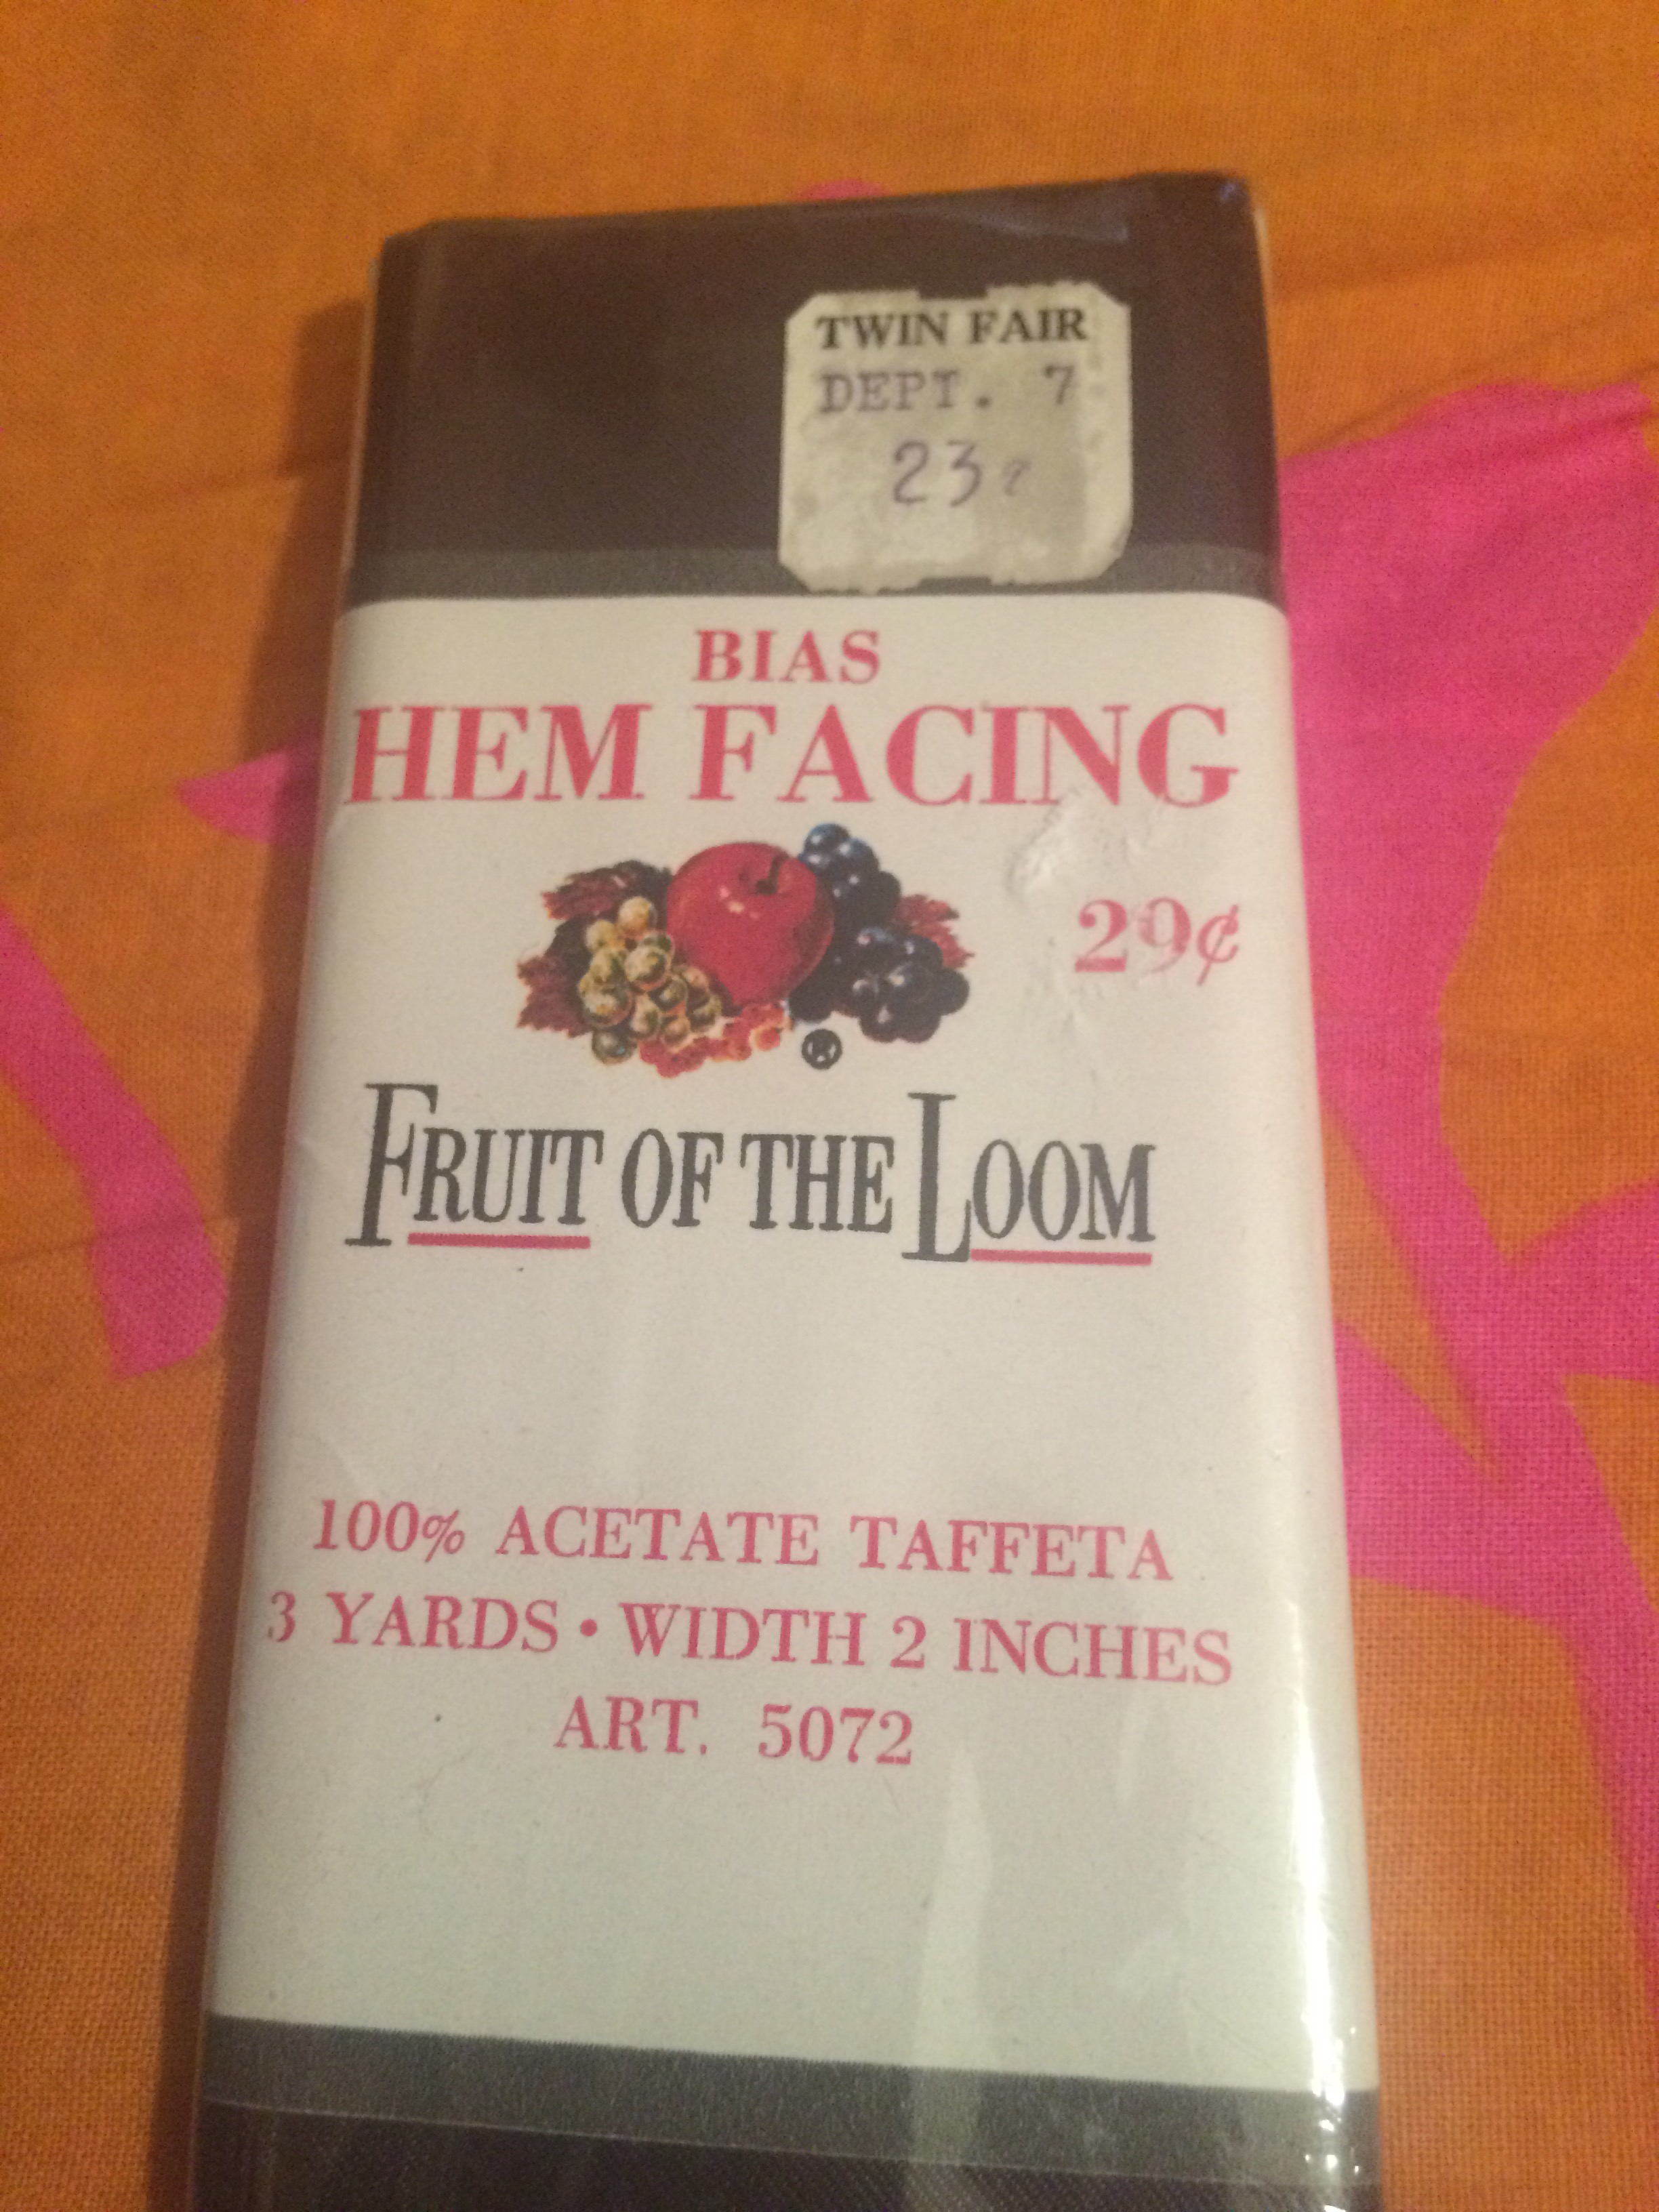 TWIN FAIR
DEPT. 7
23¢
BIAS
HEM FACING
29¢
®
FRUIT OF THE LOOM
100% ACETATE TAFFETA
3 YARDS • WIDTH 2 INCHES
ART. 5072